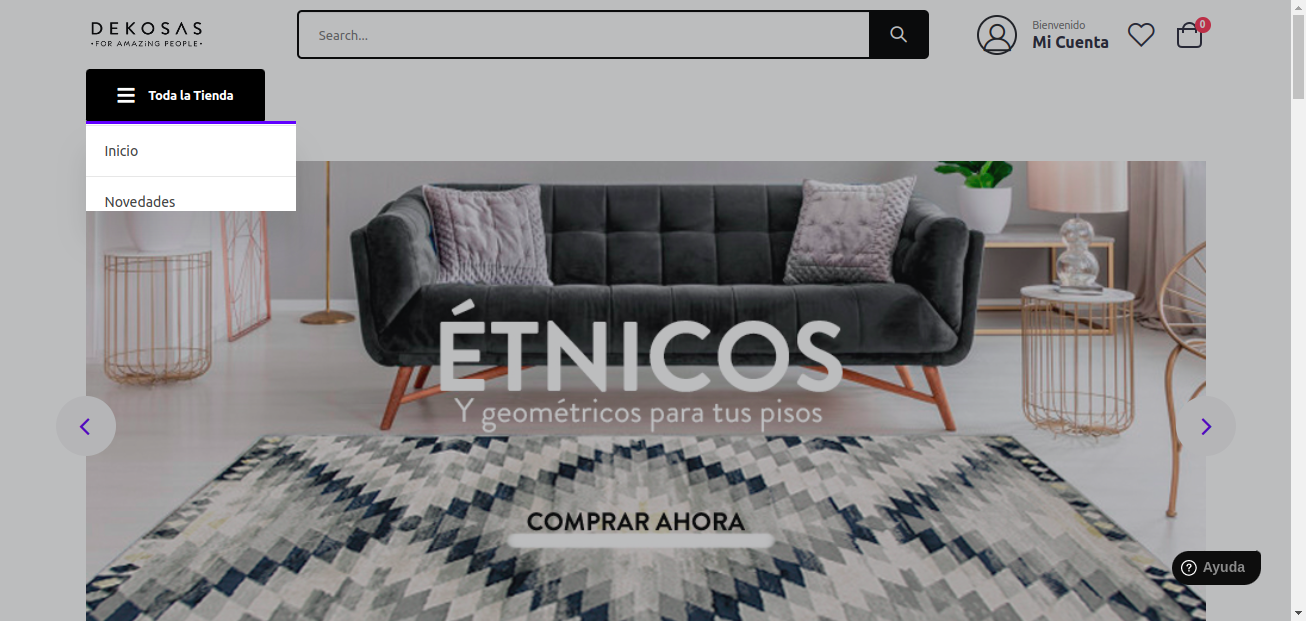 DEKOSAS
•FOR AMAZiNG PEOPLE•
Search...
Bienvenido
Mi Cuenta
0
Toda la Tienda
Inicio
Novedades
ÉTNICOS
Y geométricos para tus pisos
COMPRAR AHORA
? Ayuda